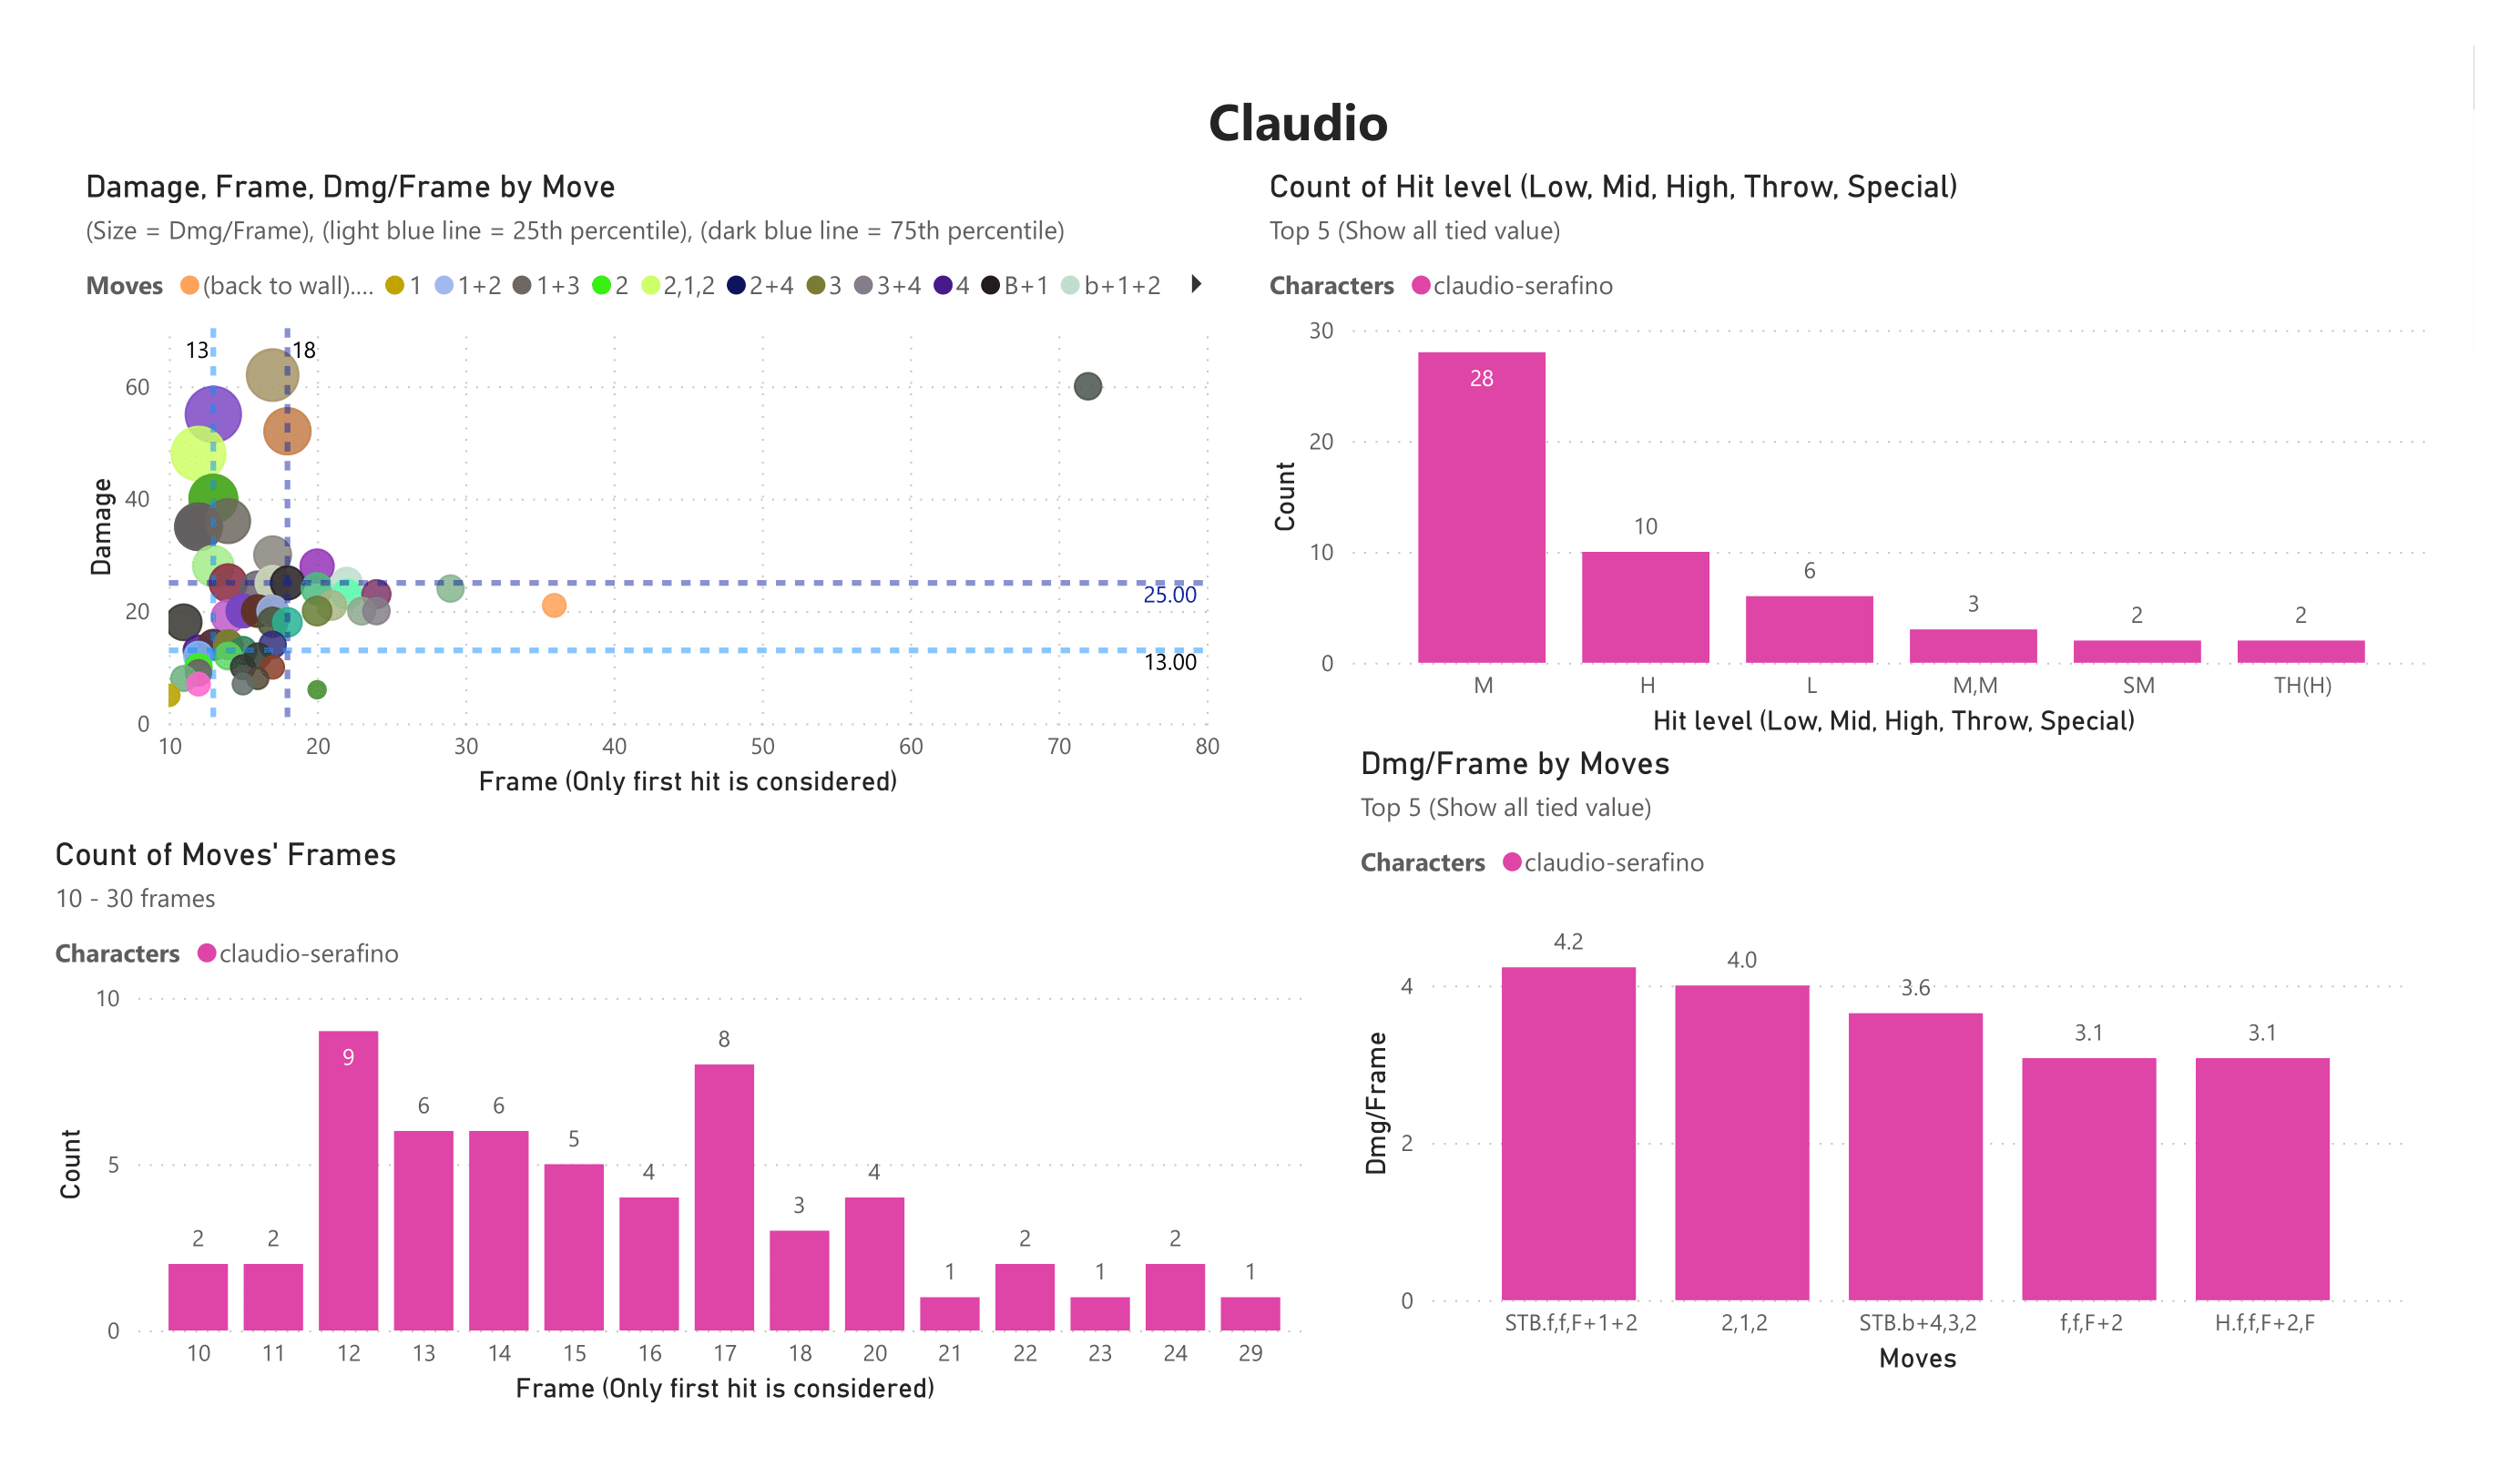 Claudio
Damage, Frame, Dmg/Frame by Move
(Size = Dmg/Frame), (light blue line = 25th percentile), (dark blue line = 75th percentile)
Moves (back to wall).... 1 1+2 1+3 2 2,1,2 2+4 3 3+4 4 B+1 b+1+2
13 18
60
40
20
0
25.00
13.00
Damage
10 20 30 40 50 60 70 80
Frame (Only first hit is considered)
Count of Hit level (Low, Mid, High, Throw, Special)
Top 5 (Show all tied value)
Characters claudio-serafino
30
20
10
0
Count
28 10 6 3 2 2
M H L M,M SM TH(H)
Hit level (Low, Mid, High, Throw, Special)
Count of Moves' Frames
10 - 30 frames
Characters claudio-serafino
10
5
0
Count
2 2 9 6 6 5 4 8 3 4 1 2 1 2 1
10 11 12 13 14 15 16 17 18 20 21 22 23 24 29
Frame (Only first hit is considered)
Dmg/Frame by Moves
Top 5 (Show all tied value)
Characters claudio-serafino
4
2
0
Dmg/Frame
4.2 4.0 3.6 3.1 3.1
STB.f,f,F+1+2 2,1,2 STB.b+4,3,2 f,f,F+2 H.f,f,F+2,F
Moves